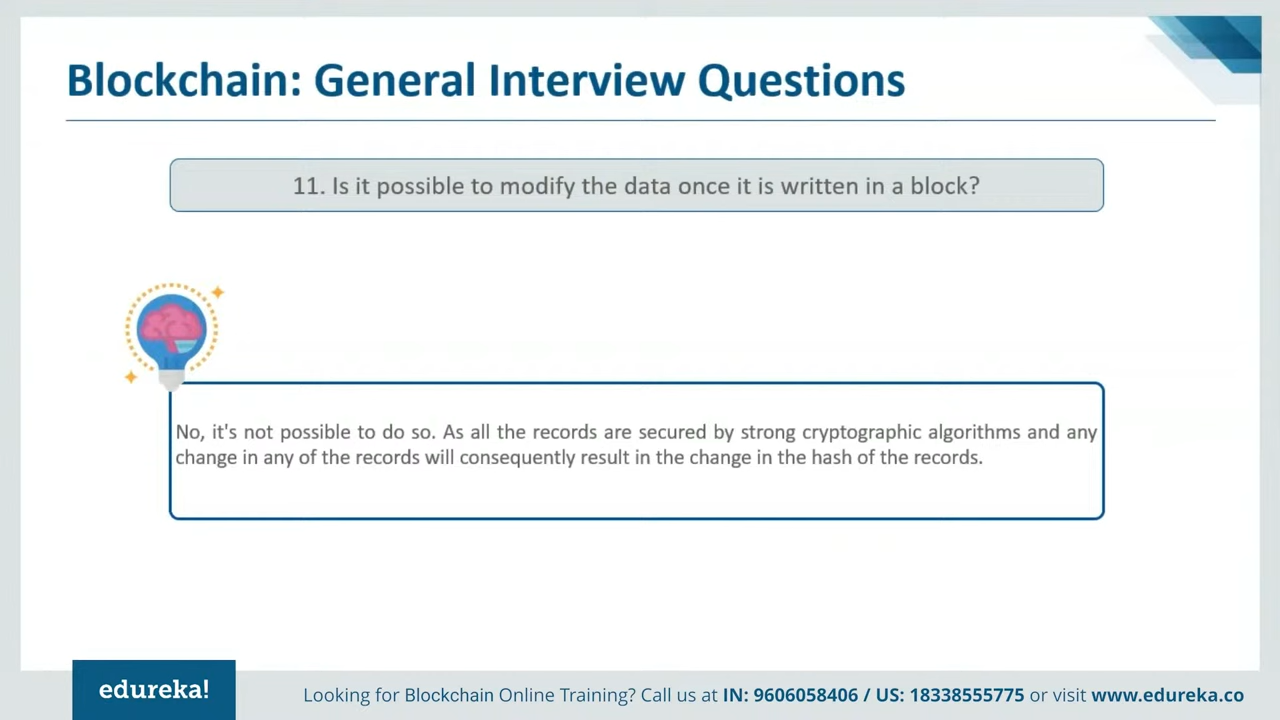 Blockchain: General Interview Questions
11. Is it possible to modify the data once it is written in a block?
No, it's not possible to do so. As all the records are secured by strong cryptographic algorithms and any
change in any of the records will consequently result in the change in the hash of the records.
edureka!
Looking for Blockchain Online Training? Call us at IN: 9606058406 / US: 18338555775 or visit www.edureka.co